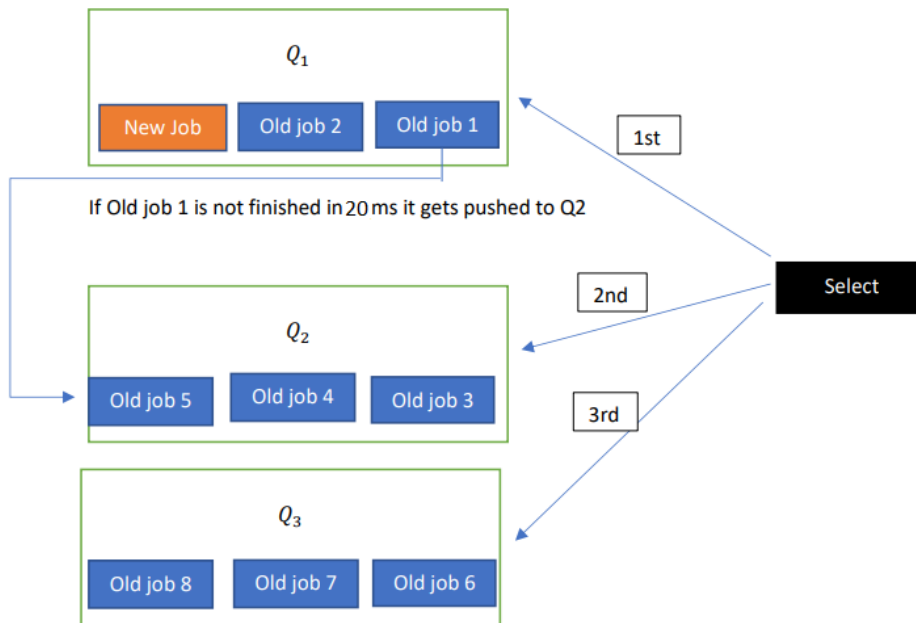 Q₁
New Job
Old job 2
Old job 1
1st
If Old job 1 is not finished in 20 ms it gets pushed to Q2
Select
2nd
Q₂
Old job 5
Old job 4
Old job 3
3rd
Q₃
Old job 8
Old job 7
Old job 6